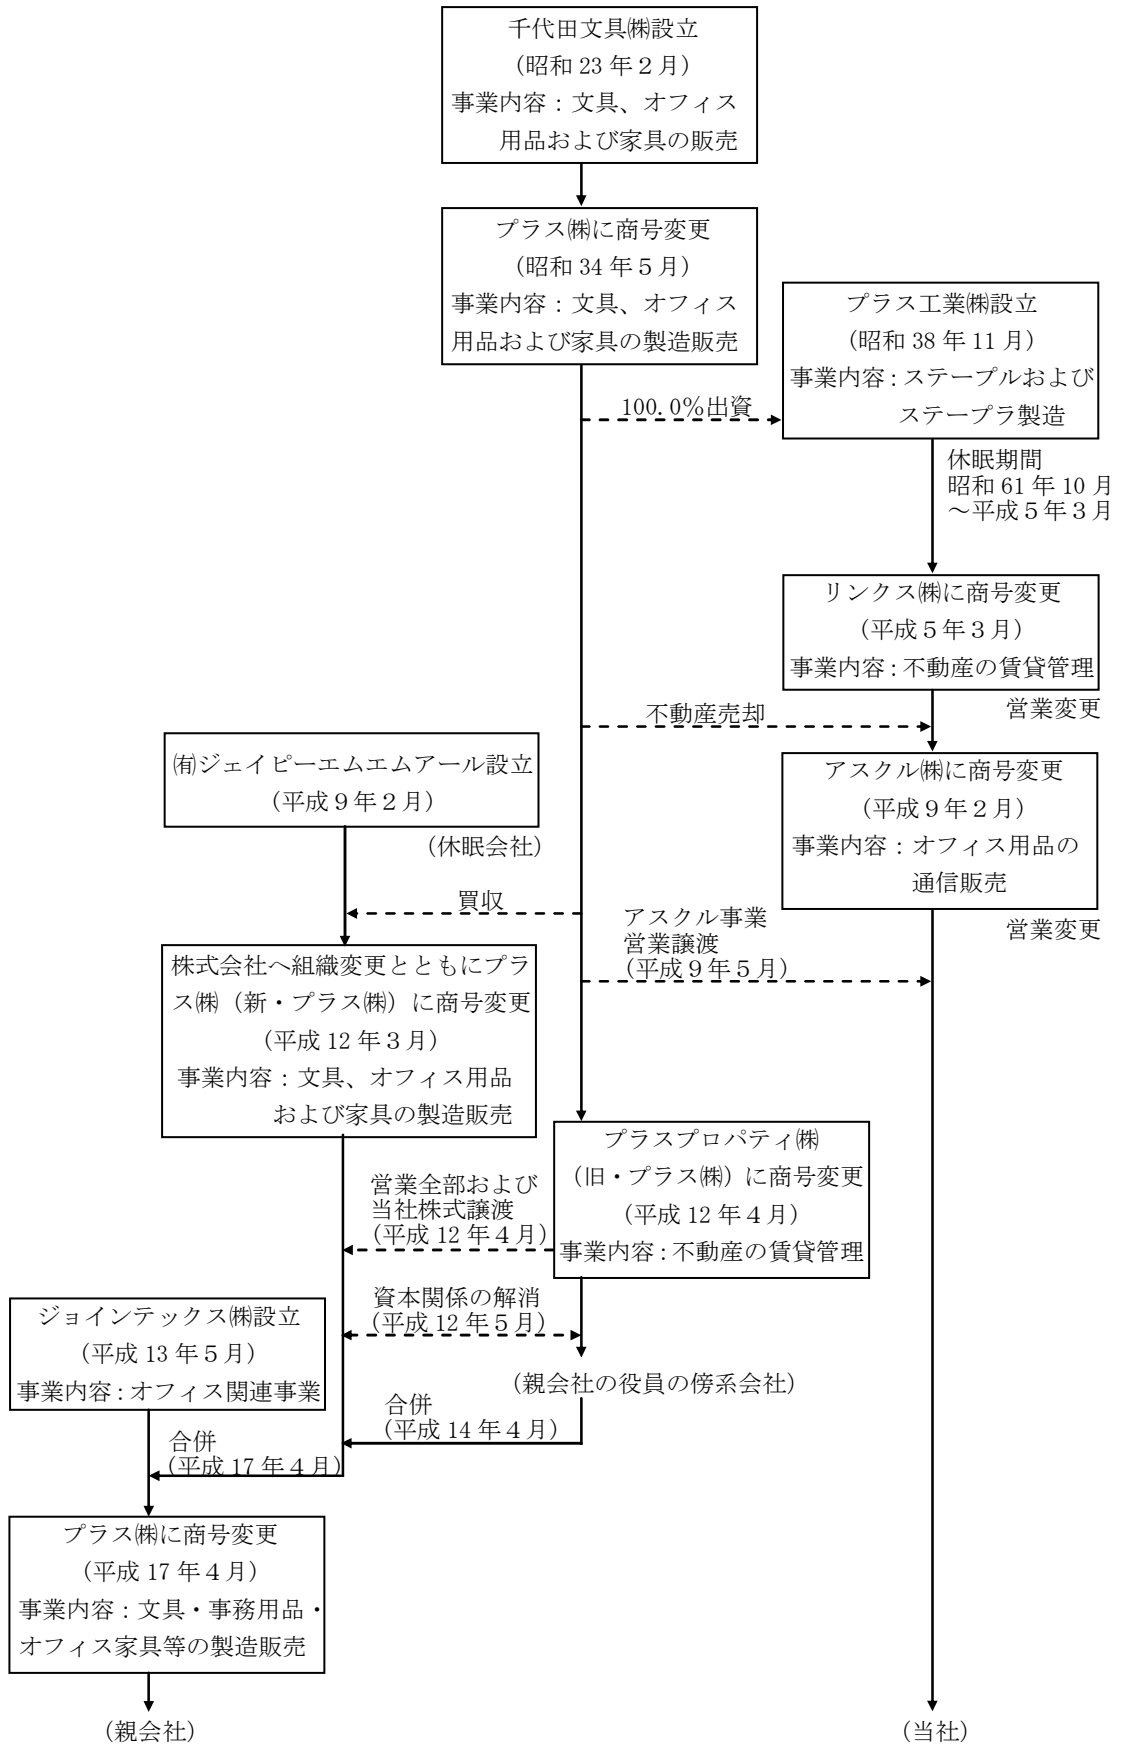 千代田文具㈱設立
（昭和 23 年２月）
事業内容：文具、オフィス
用品および家具の販売
プラス㈱に商号変更
（昭和 34 年５月）
事業内容：文具、オフィス
用品および家具の製造販売
プラス工業㈱設立
（昭和 38 年 11 月）
事業内容：ステープルおよび
ステープラ製造
100.0％出資
休眠期間
昭和 61 年 10 月
～平成５年３月
リンクス㈱に商号変更
（平成５年３月）
事業内容：不動産の賃貸管理
営業変更
不動産売却
㈲ジェイピーエムエムアール設立
（平成９年２月）
（休眠会社）
アスクル㈱に商号変更
（平成９年２月）
事業内容：オフィス用品の
通信販売
営業変更
買収
アスクル事業
営業譲渡
（平成９年５月）
株式会社へ組織変更とともにプラ
ス㈱（新・プラス㈱）に商号変更
（平成 12 年３月）
事業内容：文具、オフィス用品
および家具の製造販売
プラスプロパティ㈱
（旧・プラス㈱）に商号変更
（平成 12 年４月）
事業内容：不動産の賃貸管理
営業全部および
当社株式譲渡
（平成 12 年４月）
資本関係の解消
（平成 12 年５月）
ジョインテックス㈱設立
（平成 13 年５月）
事業内容：オフィス関連事業
（親会社の役員の傍系会社）
合併
（平成 14 年４月）
合併
（平成 17 年４月）
プラス㈱に商号変更
（平成 17 年４月）
事業内容：文具・事務用品・
オフィス家具等の製造販売
（親会社）
（当社）